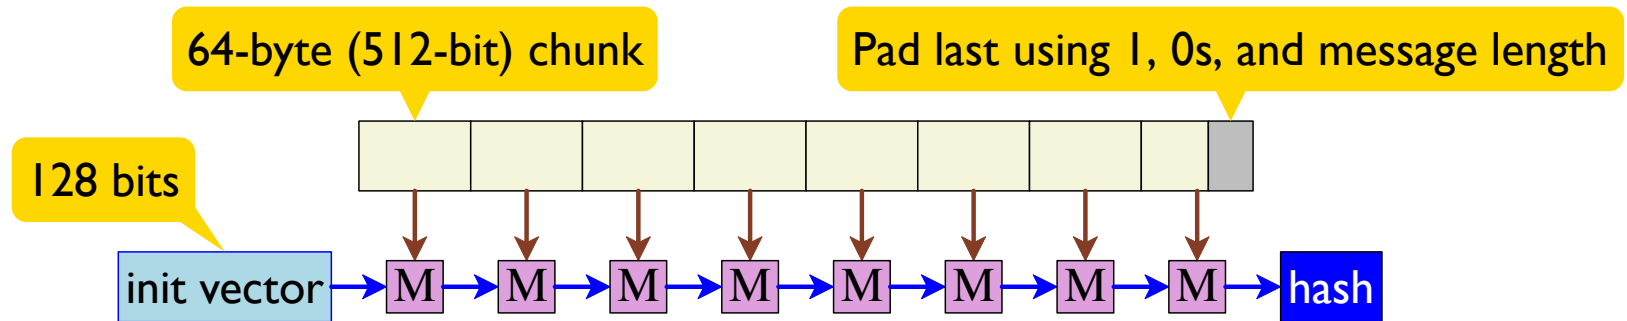 64-byte (512-bit) chunk
Pad last using 1, 0s, and message length
128 bits
init vector
M
M
M
M
M
M
M
M
hash